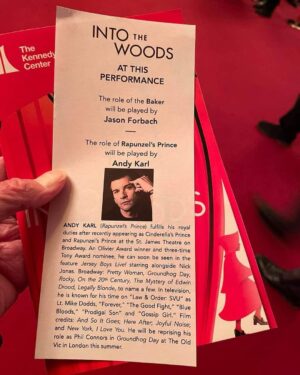 The
Kennedy
Center
INTO THE
WOODS
AT THIS
PERFORMANCE
The role of the Baker
will be played by
Jason Forbach
The role of Rapunzel's Prince
will be played by
Andy Karl
ANDY KARL (Rapunzel's Prince) fulfills his royal
duties after recently appearing as Cinderella's Prince
and Rapunzel's Prince at the St. James Theatre on
Broadway. An Olivier Award winner and three-time
Tony Award nominee, he can soon be seen in the
feature Jersey Boys Live! starring alongside Nick
Jonas. Broadway: Pretty Woman, Groundhog Day,
Rocky, On the 20th Century, The Mystery of Edwin
Drood, Legally Blonde, to name a few. In television,
he is known for his time on "Law & Order: SVU" as
Lt. Mike Dodds, "Forever," "The Good Fight," "Blue
Bloods," "Prodigal Son" and "Gossip Girl." Film
credits: And So It Goes; Here After; Joyful Noise;
and New York, I Love You. He will be reprising his
role as Phil Connors in Groundhog Day at The Old
Vic in London this summer.